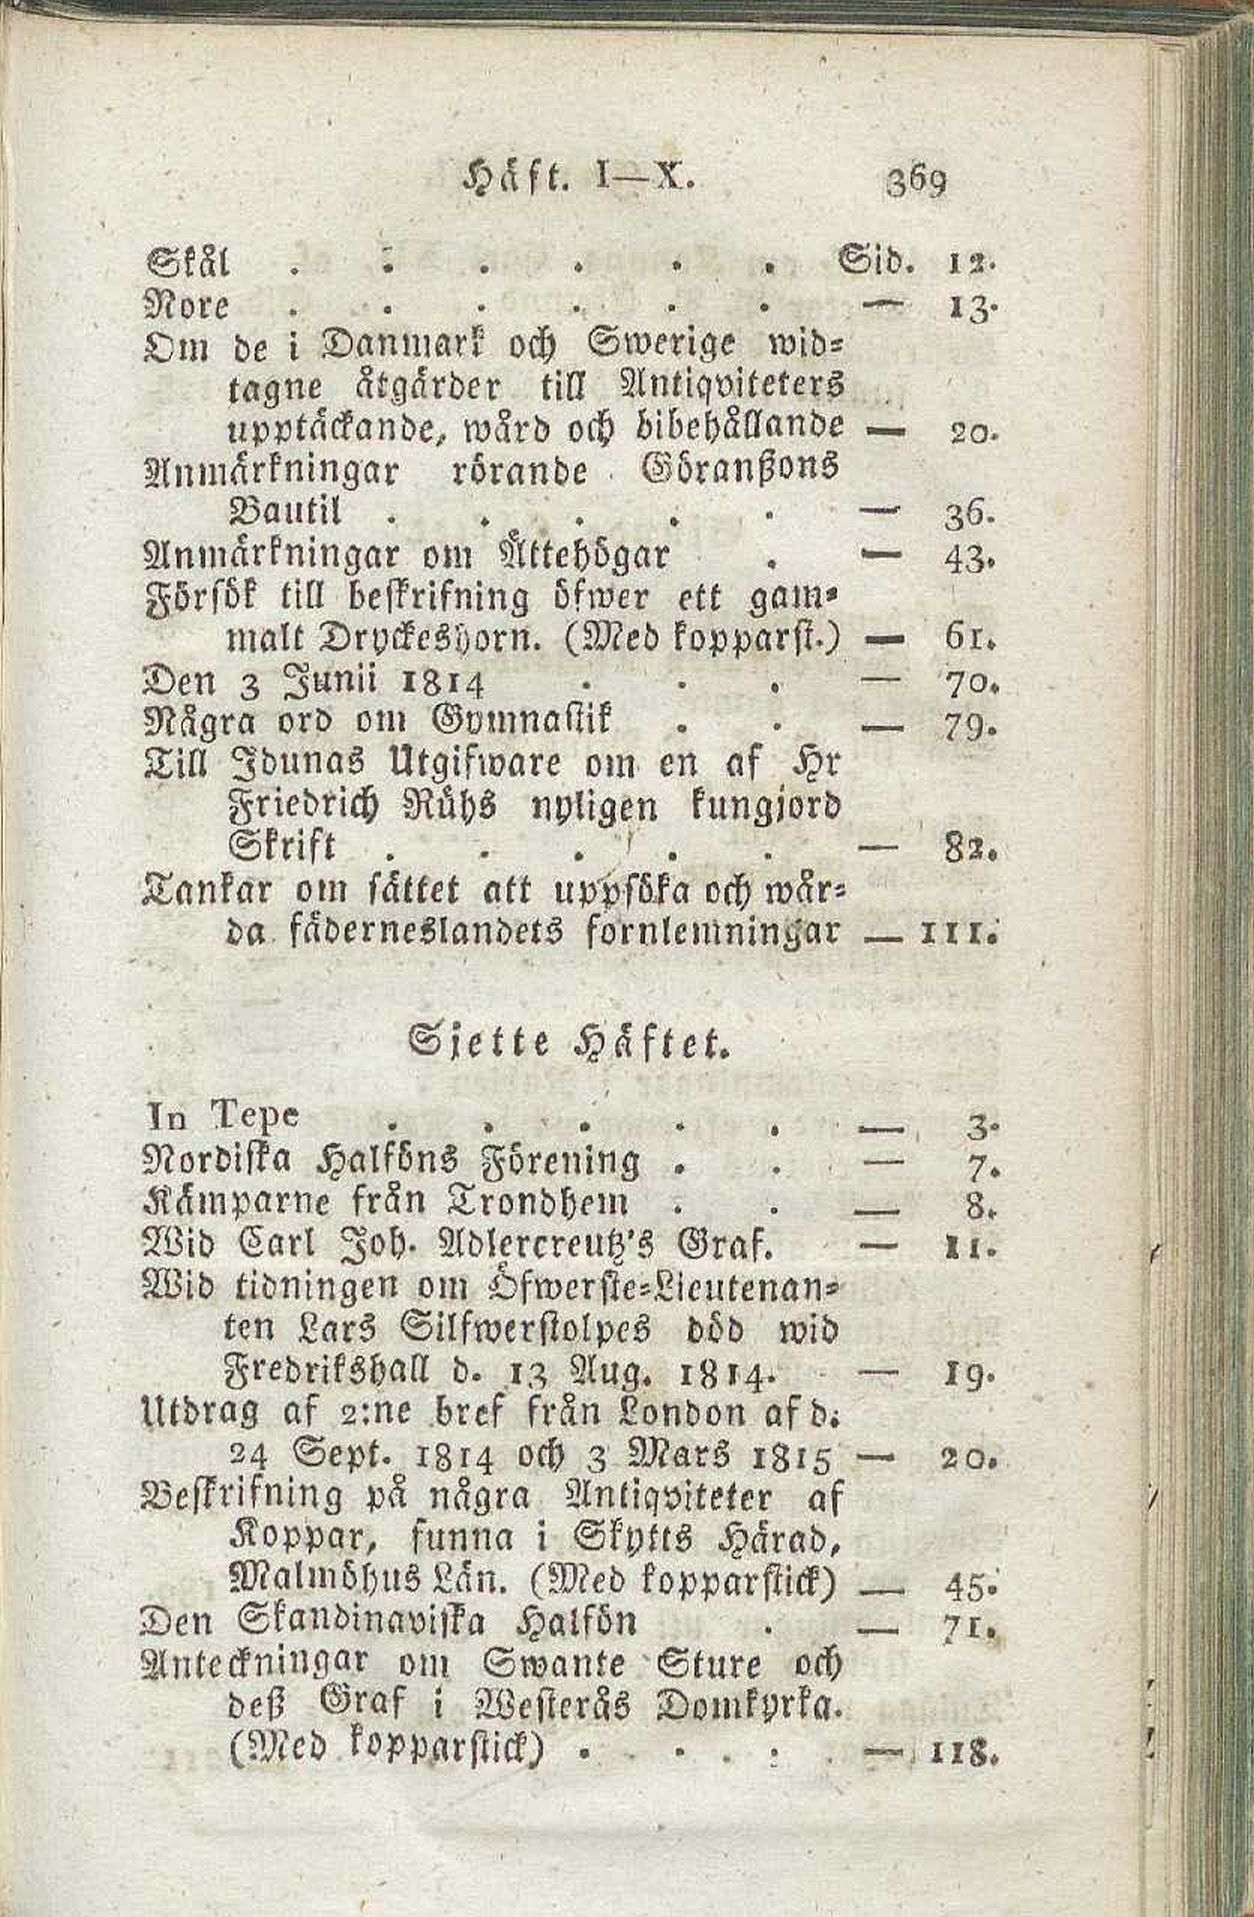 Häft. I—X. 369
Skål . . . . . . Sid. 12.
Nore . . . . . . — 13.
Om de i Danmark och Swerige wid-
tagne åtgärder till Antiqviteters
upptäckande, wård och bibehållande — 20.
Anmärkningar rörande Göranßons
Bautil . . . . . — 36.
Anmärkningar om Ättehögar . — 43.
Försök till beskrifning öfwer ett gam-
malt Dryckeshorn. (Med kopparst.) — 61.
Den 3 Junii 1814 . . . — 70.
Några ord om Gymnastik . . — 79.
Till Idunas Utgifware om en af Hr
Friedrich Rühs nyligen kungjord
Skrift . . . . . — 82.
Tankar om sättet att uppsöka och wår-
da fäderneslandets fornlemningar — 111.
Sjette Häftet.
In Tepe . . . . . — 3.
Nordiska Halföns Förening . . — 7.
Kämparne från Trondhem . . — 8.
Wid Carl Joh. Adlercreutz's Graf. — 11.
Wid tidningen om Öfwerste-Lieutenan-
ten Lars Silfwerstolpes död wid
Fredrikshall d. 13 Aug. 1814. — 19.
Utdrag af 2:ne bref från London af d.
24 Sept. 1814 och 3 Mars 1815 — 20.
Beskrifning på några Antiqviteter af
Koppar, funna i Skytts Härad,
Malmöhus Län. (Med kopparstick) — 45.
Den Skandinaviska Halfön . — 71.
Anteckningar om Swante Sture och
deß Graf i Westerås Domkyrka.
(Med kopparstick) . . . — 118.